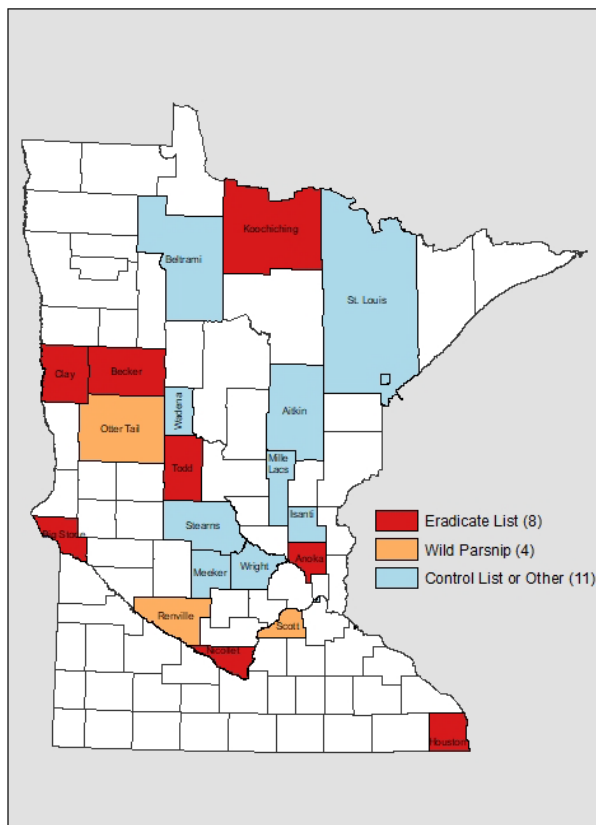 Koochiching
Beltrami
St. Louis
Clay
Becker
Wadena
Aitkin
Otter Tail
Mille
Lacs
Todd
Stearns
Isanti
Big Stone
Anoka
Wright
Meeker
Renville
Scott
Nicollet
Houston
Eradicate List (8)
Wild Parsnip (4)
Control List or Other (11)